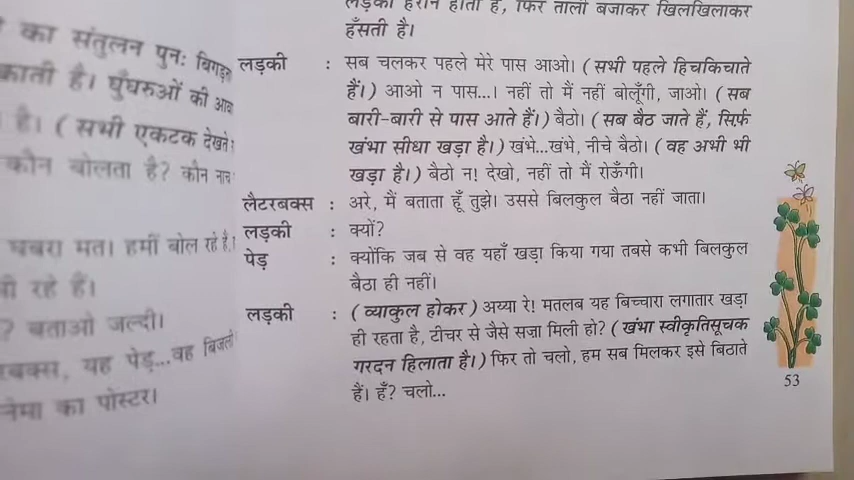 का संतुलन पुनः
काती है। घुँघरुओं की
है। ( सभी एकटक देखते
कौन बोलता है? कौन नाच
घबरा मत। हमीं बोल रहे है
रहे हैं।
? बताओ जल्दी।
यह पेड़...वह बिजली
का पोस्टर।
लड़की हैरान होती है, फिर ताली बजाकर खिलखिलाकर
हँसती है।
लड़की : सब चलकर पहले मेरे पास आओ। ( सभी पहले हिचकिचाते
हैं।) आओ न पास...। नहीं तो मैं नहीं बोलूँगी, जाओ। ( सब
बारी-बारी से पास आते हैं।) बैठो। ( सब बैठ जाते हैं, सिर्फ़
खंभा सीधा खड़ा है।) खंभे...खंभे, नीचे बैठो। ( वह अभी भी
खड़ा है।) बैठो न! देखो, नहीं तो मैं रोऊँगी।
लैटरबक्स : अरे, मैं बताता हूँ तुझे। उससे बिलकुल बैठा नहीं जाता।
लड़की : क्यों?
पेड़ : क्योंकि जब से वह यहाँ खड़ा किया गया तबसे कभी बिलकुल
बैठा ही नहीं।
लड़की : ( व्याकुल होकर ) अय्या रे! मतलब यह बिच्चारा लगातार खड़ा
ही रहता है, टीचर से जैसे सज़ा मिली हो? ( खंभा स्वीकृतिसूचक
गरदन हिलाता है।) फिर तो चलो, हम सब मिलकर इसे बिठाते
हैं। हँ? चलो...
53